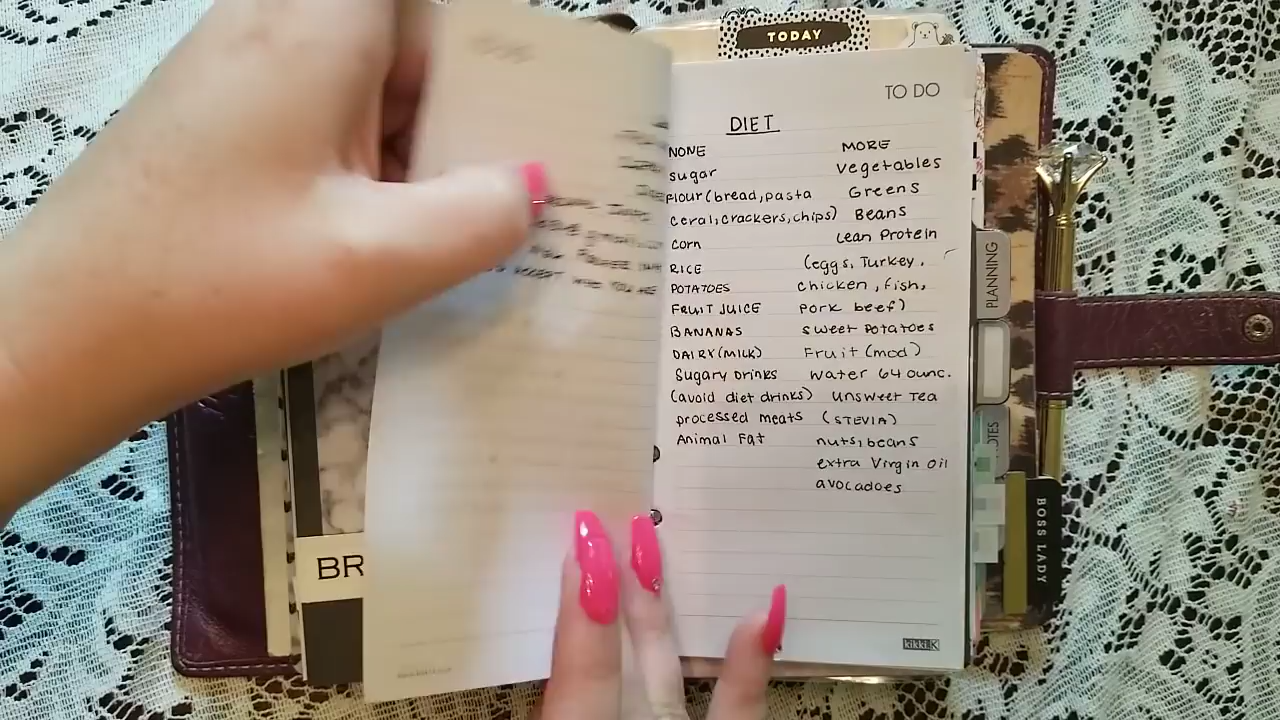 TODAY
TO DO
DIET
NONE
sugar
Flour (bread, pasta
ceral, crackers, chips)
corn
RICE
POTATOES
FRUIT JUICE
BANANAS
DAIRY (MILK)
Sugary Drinks
(avoid diet drinks)
processed meats
Animal Fat
MORE
Vegetables
Greens
Beans
Lean Protein
(eggs, Turkey,
chicken, fish,
pork beef)
sweet potatoes
Fruit (mod)
water 64 ounc.
unsweet Tea
(STEVIA)
nuts, beans
extra Virgin oil
avocadoes
kikki.K
PLANNING
BOSS LADY
BR